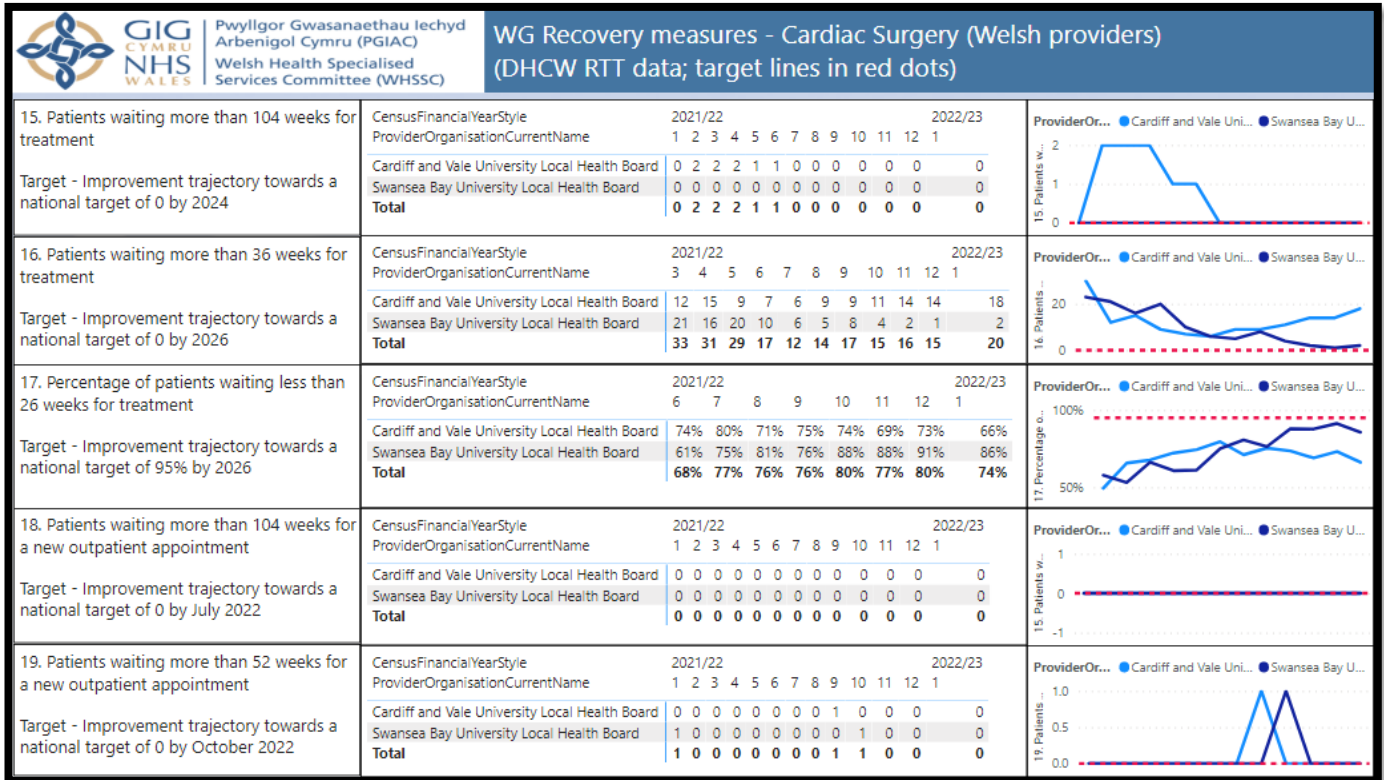 GIG
CYMRU
NHS
WALES
Pwyllgor Gwasanaethau Iechyd
Arbenigol Cymru (PGIAC)
Welsh Health Specialised
Services Committee (WHSSC)
WG Recovery measures - Cardiac Surgery (Welsh providers)
(DHCW RTT data; target lines in red dots)
15. Patients waiting more than 104 weeks for
treatment
Target - Improvement trajectory towards a
national target of 0 by 2024
CensusFinancialYearStyle 2021/22 2022/23
ProviderOrganisationCurrentName 1 2 3 4 5 6 7 8 9 10 11 12 1
Cardiff and Vale University Local Health Board 0 2 2 2 1 1 0 0 0 0 0 0 0
Swansea Bay University Local Health Board 0 0 0 0 0 0 0 0 0 0 0 0 0
Total 0 2 2 2 1 1 0 0 0 0 0 0 0
ProviderOr... Cardiff and Vale Uni... Swansea Bay U...
15. Patients w...
2
1
0
16. Patients waiting more than 36 weeks for
treatment
Target - Improvement trajectory towards a
national target of 0 by 2026
CensusFinancialYearStyle 2021/22 2022/23
ProviderOrganisationCurrentName 3 4 5 6 7 8 9 10 11 12 1
Cardiff and Vale University Local Health Board 12 15 9 7 6 9 9 11 14 14 18
Swansea Bay University Local Health Board 21 16 20 10 6 5 8 4 2 1 2
Total 33 31 29 17 12 14 17 15 16 15 20
ProviderOr... Cardiff and Vale Uni... Swansea Bay U...
16. Patients ...
20
0
17. Percentage of patients waiting less than
26 weeks for treatment
Target - Improvement trajectory towards a
national target of 95% by 2026
CensusFinancialYearStyle 2021/22 2022/23
ProviderOrganisationCurrentName 6 7 8 9 10 11 12 1
Cardiff and Vale University Local Health Board 74% 80% 71% 75% 74% 69% 73% 66%
Swansea Bay University Local Health Board 61% 75% 81% 76% 88% 88% 91% 86%
Total 68% 77% 76% 76% 80% 77% 80% 74%
ProviderOr... Cardiff and Vale Uni... Swansea Bay U...
17. Percentage o...
100%
50%
18. Patients waiting more than 104 weeks for
a new outpatient appointment
Target - Improvement trajectory towards a
national target of 0 by July 2022
CensusFinancialYearStyle 2021/22 2022/23
ProviderOrganisationCurrentName 1 2 3 4 5 6 7 8 9 10 11 12 1
Cardiff and Vale University Local Health Board 0 0 0 0 0 0 0 0 0 0 0 0 0
Swansea Bay University Local Health Board 0 0 0 0 0 0 0 0 0 0 0 0 0
Total 0 0 0 0 0 0 0 0 0 0 0 0 0
ProviderOr... Cardiff and Vale Uni... Swansea Bay U...
15. Patients w...
1
0
-1
19. Patients waiting more than 52 weeks for
a new outpatient appointment
Target - Improvement trajectory towards a
national target of 0 by October 2022
CensusFinancialYearStyle 2021/22 2022/23
ProviderOrganisationCurrentName 1 2 3 4 5 6 7 8 9 10 11 12 1
Cardiff and Vale University Local Health Board 0 0 0 0 0 0 0 0 1 0 0 0 0
Swansea Bay University Local Health Board 1 0 0 0 0 0 0 0 0 1 0 0 0
Total 1 0 0 0 0 0 0 0 1 1 0 0 0
ProviderOr... Cardiff and Vale Uni... Swansea Bay U...
19. Patients ...
1.0
0.5
0.0